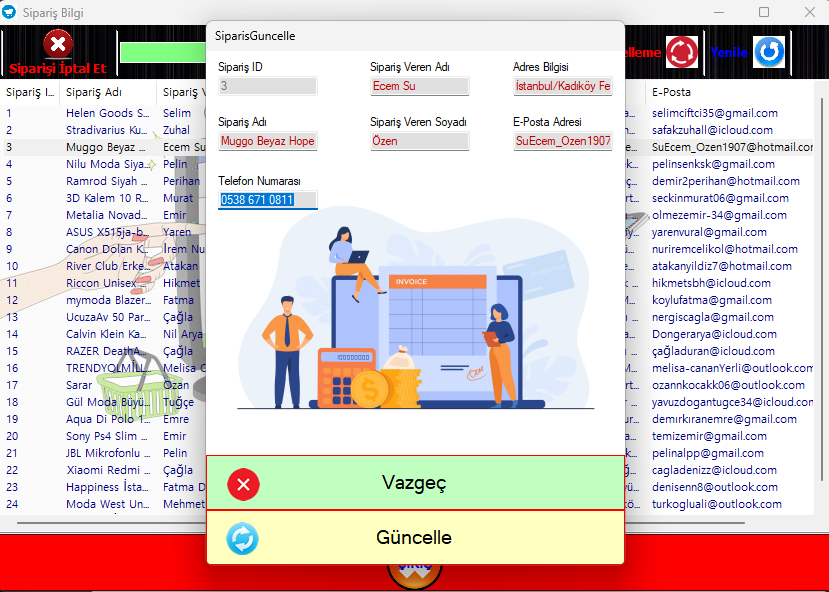 Sipariş Bilgi
Siparişi İptal Et
Yenile
SiparisGuncelle
Sipariş ID
Sipariş Veren Adı
Adres Bilgisi
3
Ecem Su
İstanbul/Kadıköy Fe
Sipariş Adı
Sipariş Veren Soyadı
E-Posta Adresi
Muggo Beyaz Hope
Özen
SuEcem_Ozen1907
Telefon Numarası
0538 671 0811
INVOICE
100000000
Vazgeç
Güncelle
Sipariş I...
Sipariş Adı
E-Posta
1 Helen Goods S... Selim selimciftci35@gmail.com
2 Stradivarius Ku... Zuhal safakzuhall@icloud.com
3 Muggo Beyaz ... Ecem Su SuEcem_Ozen1907@hotmail.com
4 Nilu Moda Siya... Pelin pelinsenksk@gmail.com
5 Ramrod Siyah ... Perihan demir2perihan@hotmail.com
6 3D Kalem 10 R... Murat seckinmurat06@gmail.com
7 Metalia Novad... Emir olmezemir-34@gmail.com
8 ASUS X515ja-b... Yaren yarenvural@gmail.com
9 Canon Dolan K... İrem Nu nuriremcelikol@hotmail.com
10 River Club Erke... Atakan atakanyildiz7@hotmail.com
11 Riccon Unisex ... Hikmet hikmetsbh@icloud.com
12 mymoda Blazer... Fatma koylufatma@gmail.com
13 UcuzaAv 50 Par... Çağla nergiscagla@gmail.com
14 Calvin Klein Ka... Nil Arya Dongerarya@icloud.com
15 RAZER DeathA... Çağla çağladuran@icloud.com
16 TRENDYOLMİLL... Melisa C melisa-cananYerli@outlook.com
17 Sarar Ozan ozannkocakk06@outlook.com
18 Gül Moda Büyü... Tuğçe yavuzdogantugce34@icloud.com
19 Aqua Di Polo 1... Emre demırkıranemre@gmail.com
20 Sony Ps4 Slim ... Emir temizemir@gmail.com
21 JBL Mikrofonlu ... Pelin pelinalpp@gmail.com
22 Xiaomi Redmi ... Çağla cagladenizz@icloud.com
23 Happiness İsta... Fatma D denisenn8@outlook.com
24 Moda West Un... Mehmet turkogluali@outlook.com